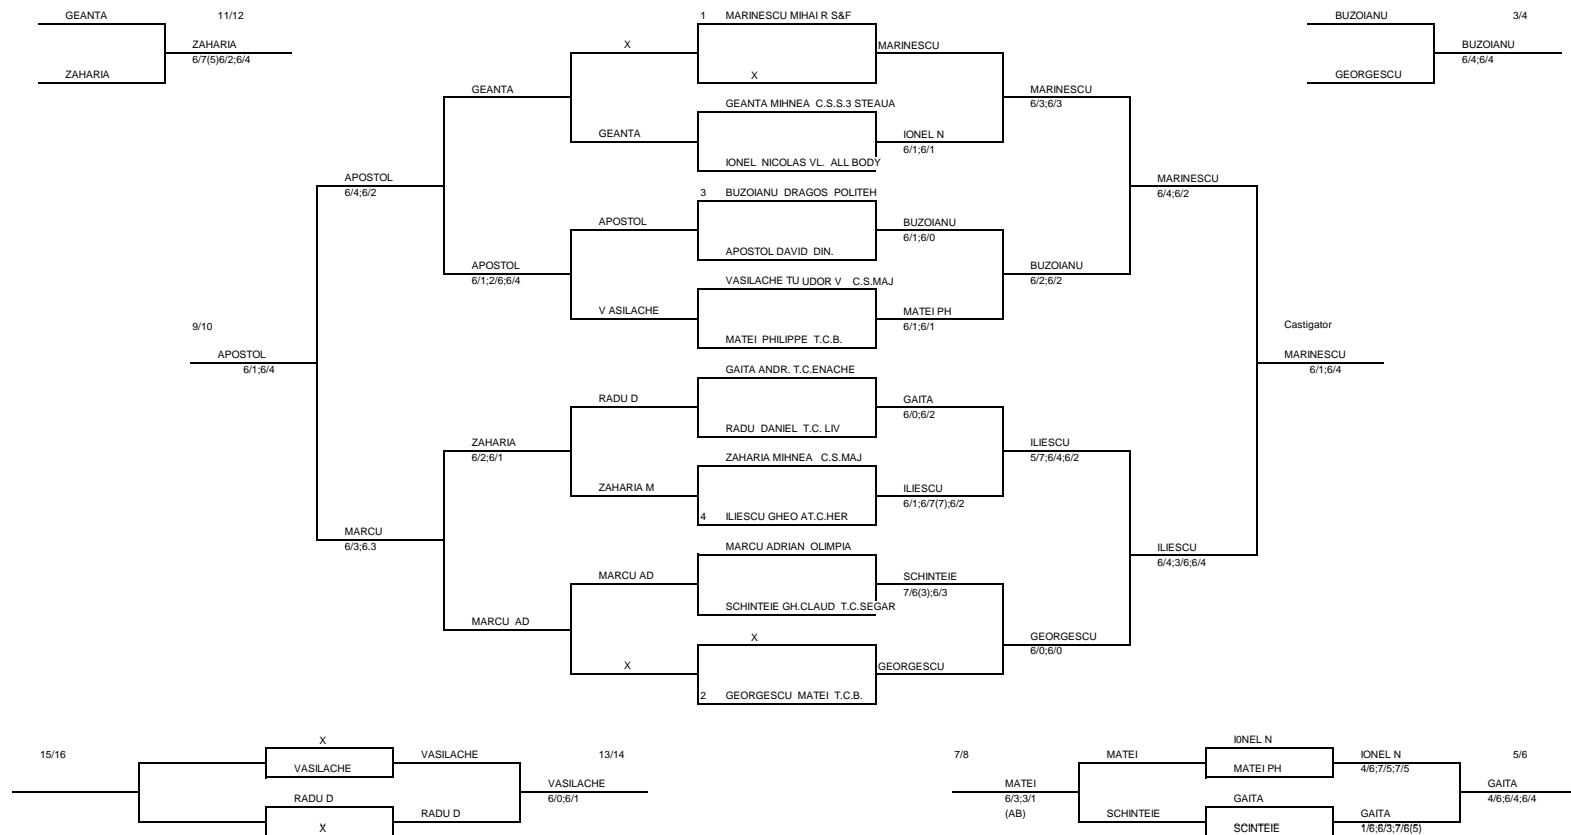 GEANTA 11/12 1 MARINESCU MIHAI R S&F BUZOIANU 3/4
ZAHARIA X MARINESCU BUZOIANU
6/7(5)6/2;6/4 6/4;6/4
ZAHARIA X GEORGESCU
GEANTA MARINESCU
GEANTA MIHNEA C.S.S.3 STEAUA 6/3;6/3
GEANTA IONEL N
6/1;6/1
IONEL NICOLAS VL. ALL BODY
APOSTOL MARINESCU
6/4;6/2 3 BUZOIANU DRAGOS POLITEH 6/4;6/2
APOSTOL BUZOIANU
6/1;6/0
APOSTOL DAVID DIN.
APOSTOL BUZOIANU
6/1;2/6;6/4 VASILACHE TU UDOR V C.S.MAJ 6/2;6/2
V ASILACHE MATEI PH
9/10 6/1;6/1 Castigator
MATEI PHILIPPE T.C.B.
APOSTOL MARINESCU
6/1;6/4 GAITA ANDR. T.C.ENACHE 6/1;6/4
RADU D GAITA
6/0;6/2
RADU DANIEL T.C. LIV
ZAHARIA ILIESCU
6/2;6/1 ZAHARIA MIHNEA C.S.MAJ 5/7;6/4;6/2
ZAHARIA M ILIESCU
6/1;6/7(7);6/2
4 ILIESCU GHEO AT.C.HER
MARCU ILIESCU
6/3;6.3 MARCU ADRIAN OLIMPIA 6/4;3/6;6/4
MARCU AD SCHINTEIE
7/6(3);6/3
SCHINTEIE GH.CLAUD T.C.SEGAR
MARCU AD GEORGESCU
X 6/0;6/0
X GEORGESCU
2 GEORGESCU MATEI T.C.B.
X I0NEL N
15/16 VASILACHE 13/14 7/8 MATEI IONEL N 5/6
VASILACHE MATEI PH 4/6;7/5;7/5
VASILACHE MATEI GAITA
6/0;6/1 6/3;3/1 4/6;6/4;6/4
RADU D GAITA
RADU D (AB) SCHINTEIE GAITA
X SCINTEIE 1/6;6/3;7/6(5)